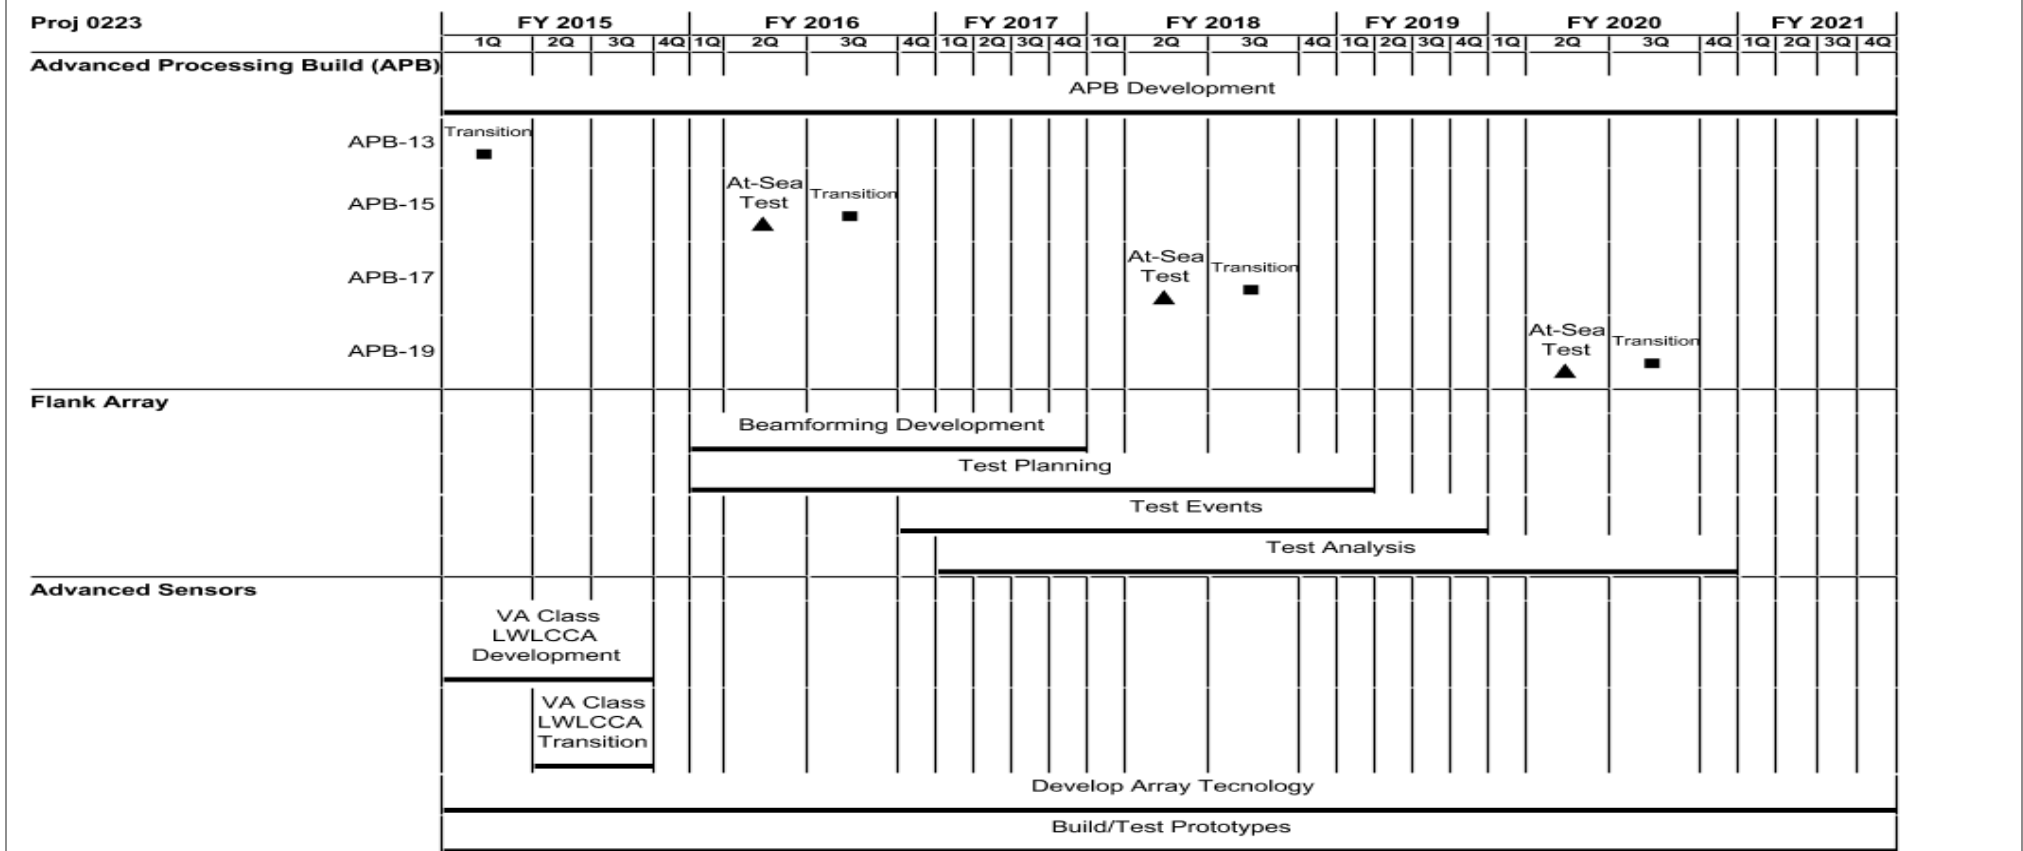 Proj 0223 FY 2015 FY 2016 FY 2017 FY 2018 FY 2019 FY 2020 FY 2021
1Q 2Q 3Q 4Q 1Q 2Q 3Q 4Q 1Q 2Q 3Q 4Q 1Q 2Q 3Q 4Q 1Q 2Q 3Q 4Q 1Q 2Q 3Q 4Q 1Q 2Q 3Q 4Q
Advanced Processing Build (APB)
APB Development
Transition
APB-13
At-Sea
Test
Transition
APB-15
At-Sea
Test
Transition
APB-17
At-Sea
Test
Transition
APB-19
Flank Array
Beamforming Development
Test Planning
Test Events
Test Analysis
Advanced Sensors
VA Class
LWLCCA
Development
VA Class
LWLCCA
Transition
Develop Array Tecnology
Build/Test Prototypes